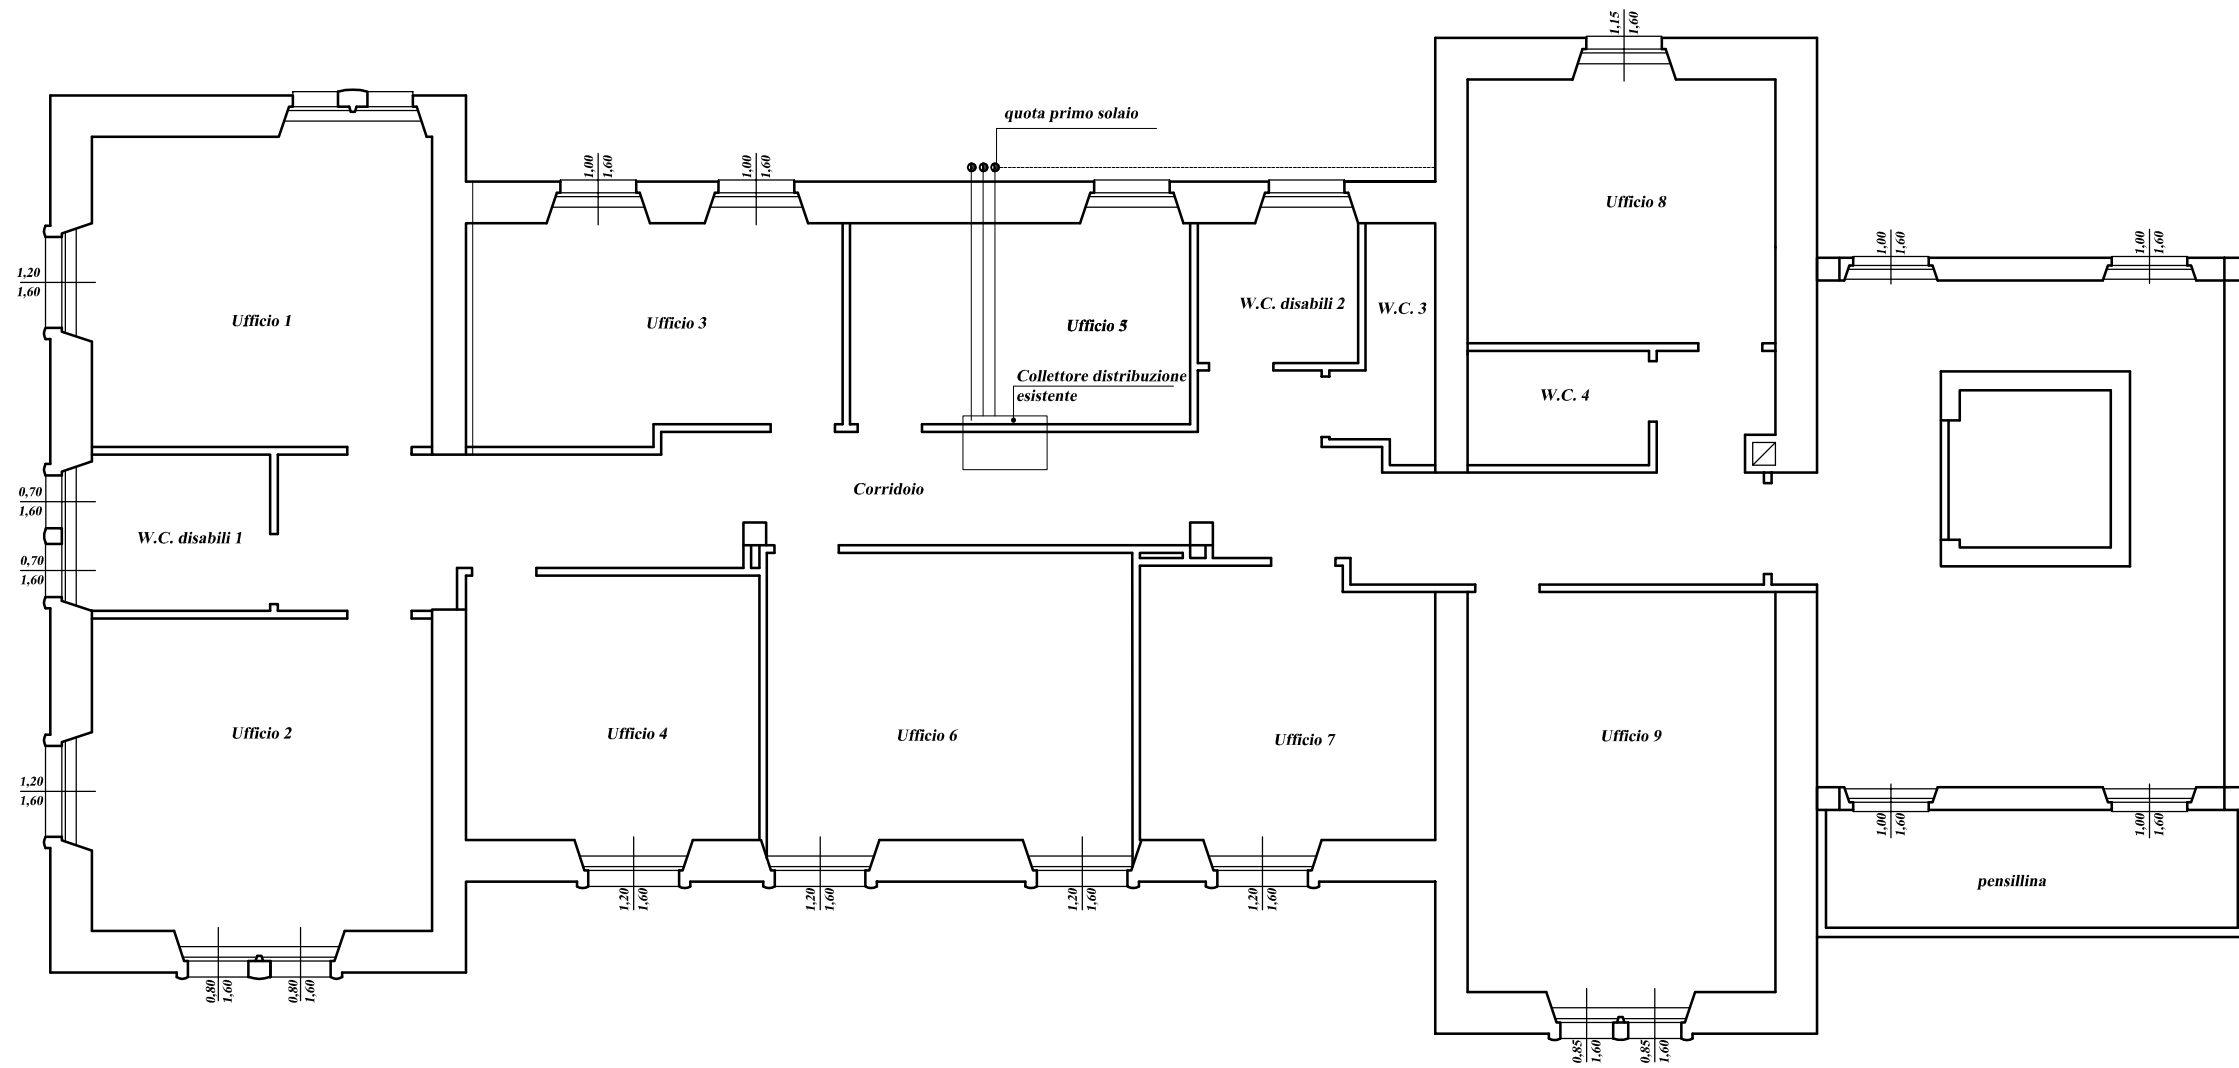 1,15
1,60
quota primo solaio
1,00
1,60
1,00
1,60
Ufficio 8
1,00
1,60
1,00
1,60
1,20
1,60
Ufficio 1
Ufficio 3
Ufficio 5
W.C. disabili 2
W.C. 3
Collettore distribuzione
esistente
W.C. 4
Corridoio
0,70
1,60
W.C. disabili 1
0,70
1,60
Ufficio 2
Ufficio 4
Ufficio 6
Ufficio 7
Ufficio 9
1,20
1,60
1,00
1,60
1,00
1,60
1,20
1,60
1,20
1,60
1,20
1,60
1,20
1,60
pensillina
0,80
1,60
0,80
1,60
0,85
1,60
0,85
1,60